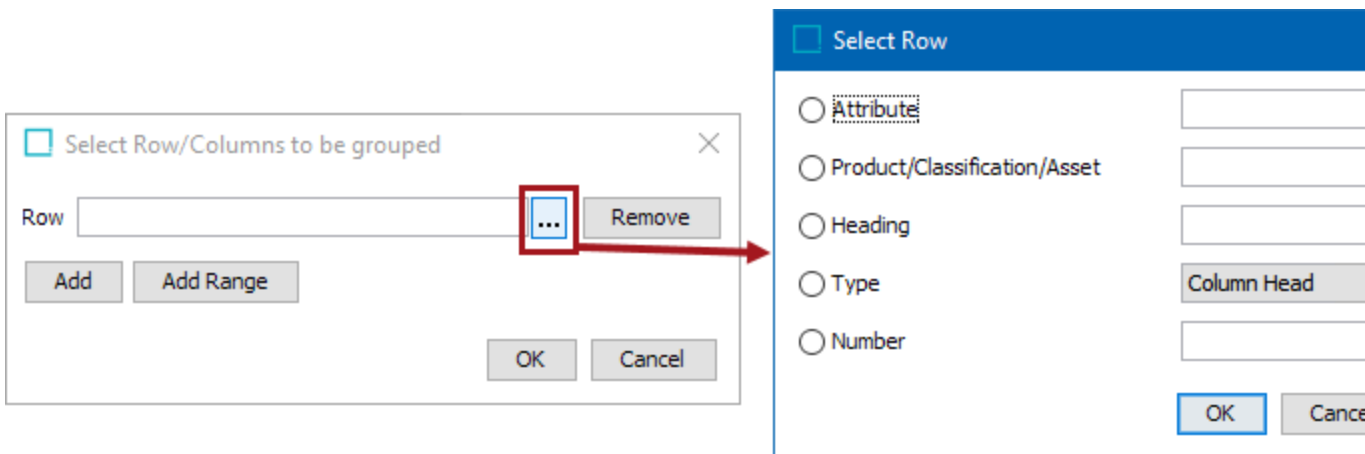 Select Row/Columns to be grouped
Row ... Remove
Add Add Range
OK Cancel
Select Row
Attribute
Product/Classification/Asset
Heading
Type Column Head
Number
OK Cance